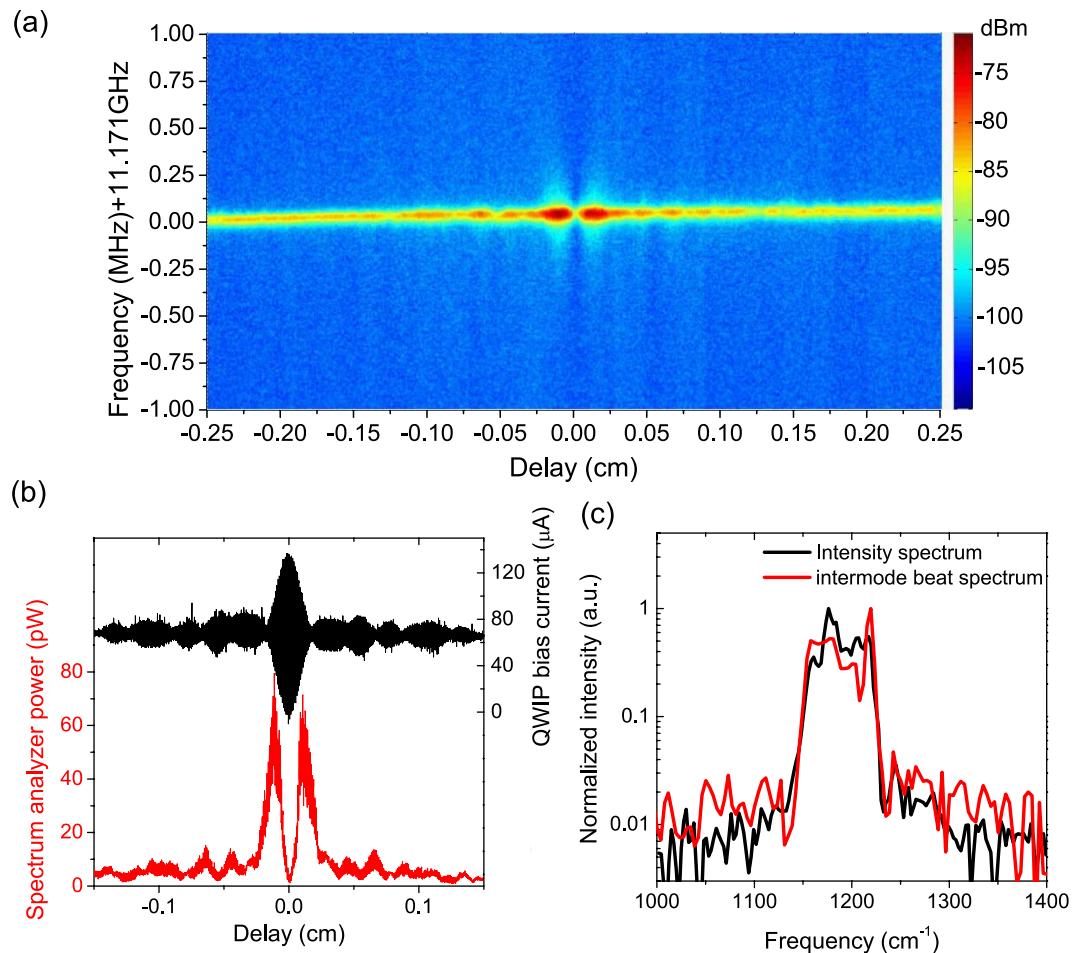 (a)
dBm
Frequency (MHz)+11.171GHz
1.00
0.75
0.50
0.25
0.00
-0.25
-0.50
-0.75
-1.00
-75
-80
-85
-90
-95
-100
-105
-0.25 -0.20 -0.15 -0.10 -0.05 0.00 0.05 0.10 0.15 0.20 0.25
Delay (cm)
(b)
Spectrum analyzer power (pW)
80
60
40
20
0
120
80
40
0
QWIP bias current (μA)
-0.1 0.0 0.1
Delay (cm)
(c)
Intensity spectrum
intermode beat spectrum
Normalized intensity (a.u.)
1
0.1
0.01
1000 1100 1200 1300 1400
Frequency (cm⁻¹)